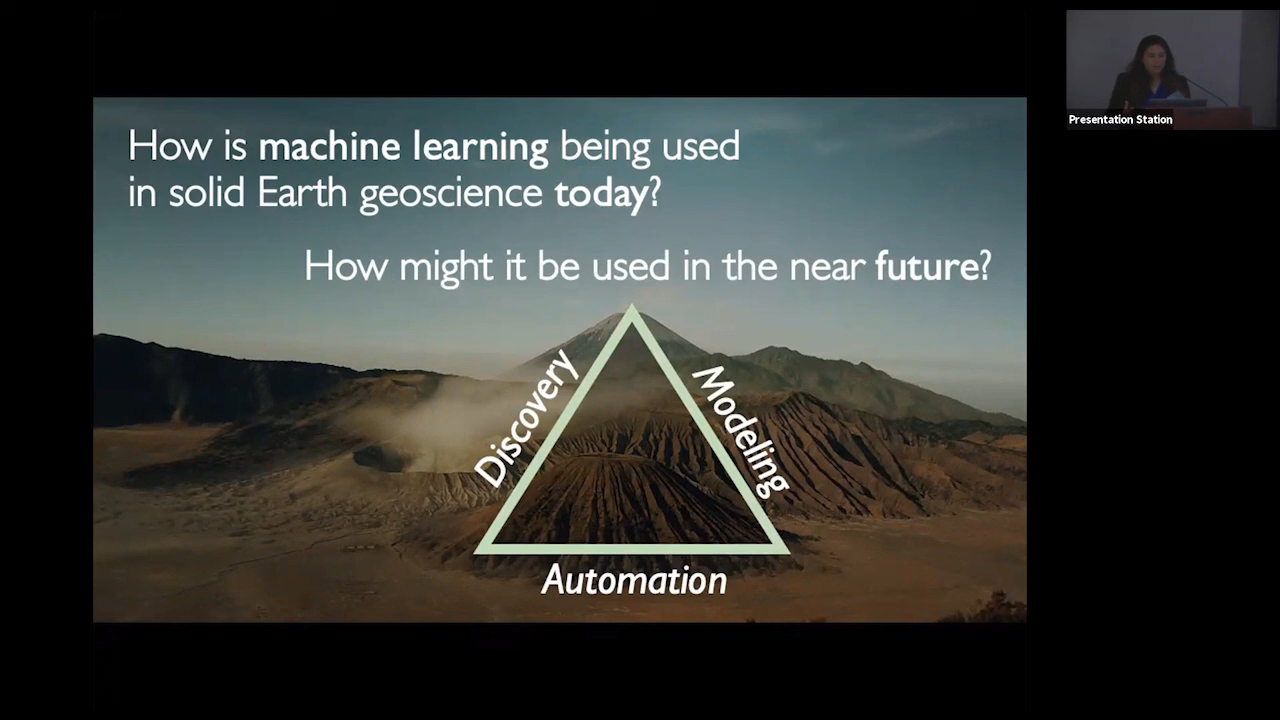 How is machine learning being used
in solid Earth geoscience today?
How might it be used in the near future?
Discovery
Modeling
Automation
Presentation Station